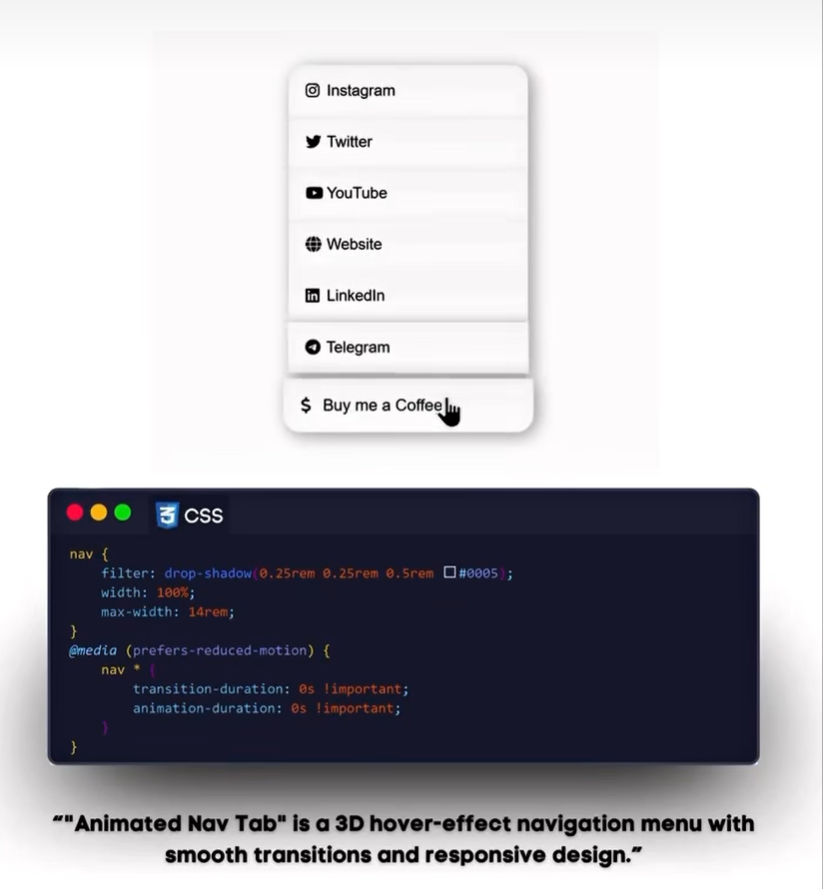 Instagram
Twitter
YouTube
Website
LinkedIn
Telegram
$ Buy me a Coffee
CSS
nav {
filter: drop-shadow(0.25rem 0.25rem 0.5rem #0005);
width: 100%;
max-width: 14rem;
}
@media (prefers-reduced-motion) {
nav * {
transition-duration: 0s !important;
animation-duration: 0s !important;
}
}
“"Animated Nav Tab" is a 3D hover-effect navigation menu with
smooth transitions and responsive design.”